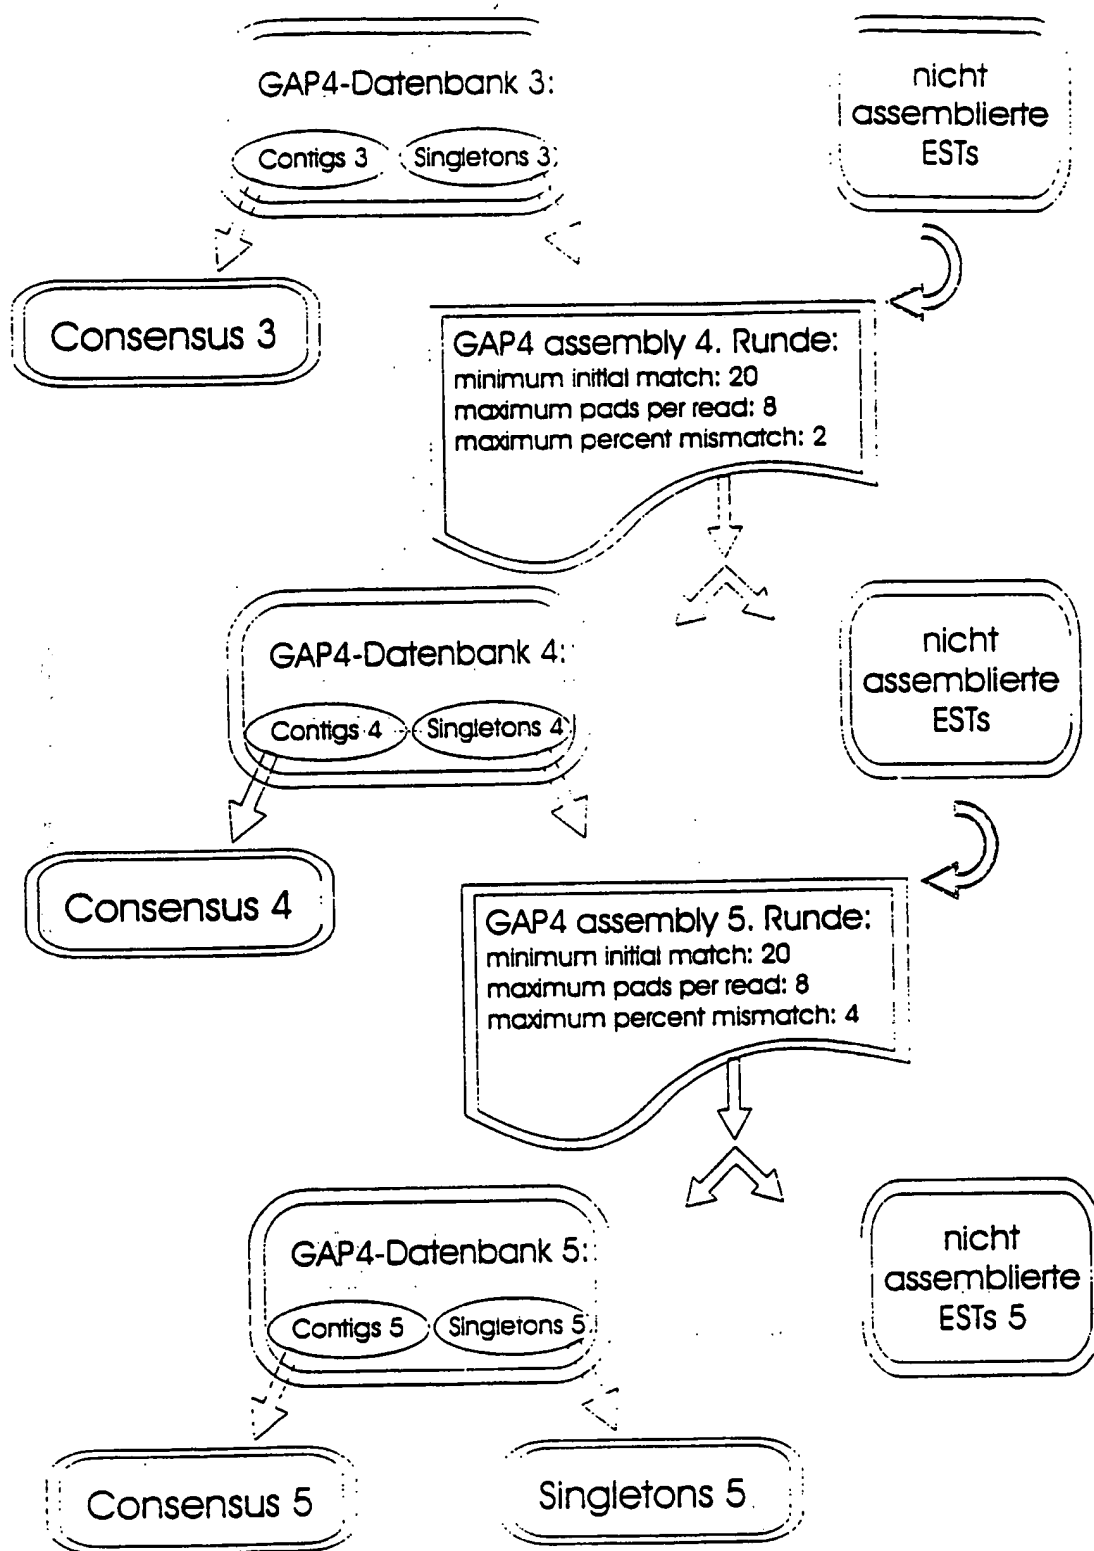 GAP4-Datenbank 3:
Contigs 3
Singletons 3
nicht
assemblierte
ESTs
Consensus 3
GAP4 assembly 4. Runde:
minimum initial match: 20
maximum pads per read: 8
maximum percent mismatch: 2
GAP4-Datenbank 4:
Contigs 4
Singletons 4
nicht
assemblierte
ESTs
Consensus 4
GAP4 assembly 5. Runde:
minimum initial match: 20
maximum pads per read: 8
maximum percent mismatch: 4
GAP4-Datenbank 5:
Contigs 5
Singletons 5
nicht
assemblierte
ESTs 5
Consensus 5
Singletons 5